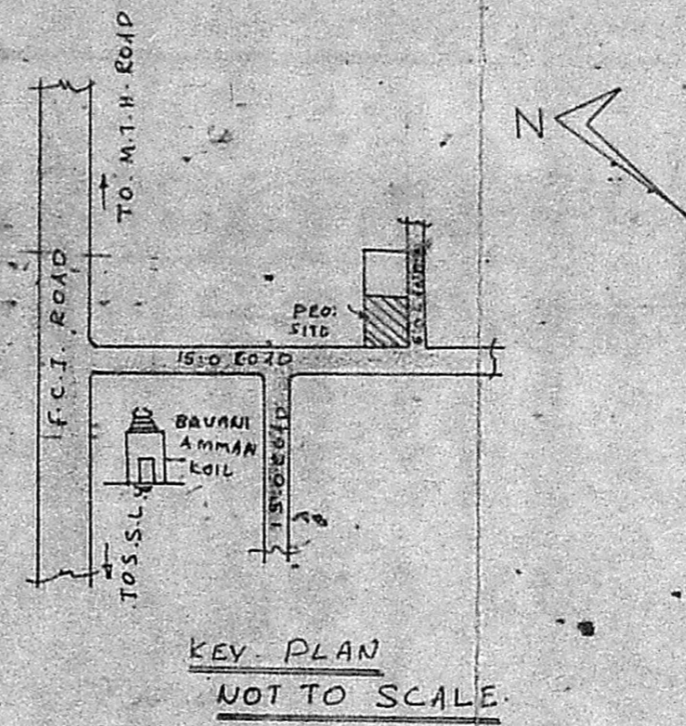 TO. M.T.H. ROAD
N
F.C.I. ROAD
PRO.
SITE
15.0 ROAD
BAVANI
AMMAN
KOIL
15.0 ROAD
TO S.S.L.Y
KEY. PLAN
NOT TO SCALE.